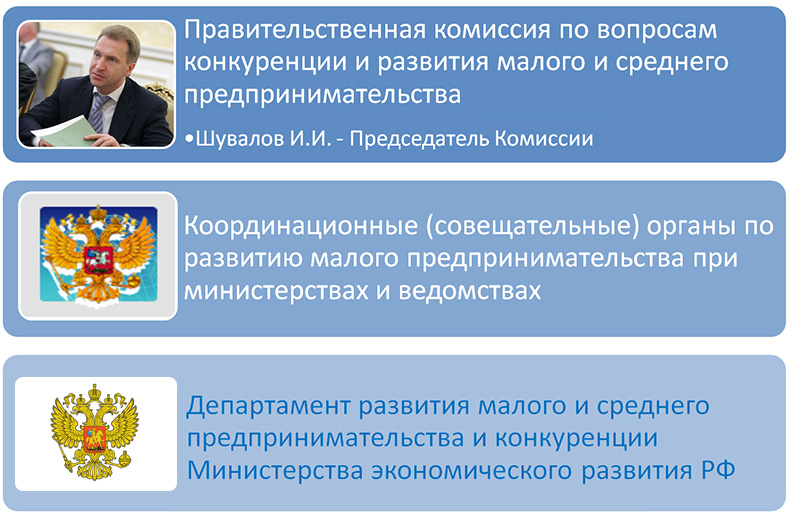 Правительственная комиссия по вопросам
конкуренции и развития малого и среднего
предпринимательства
•Шувалов И.И. - Председатель Комиссии
Координационные (совещательные) органы по
развитию малого предпринимательства при
министерствах и ведомствах
Департамент развития малого и среднего
предпринимательства и конкуренции
Министерства экономического развития РФ